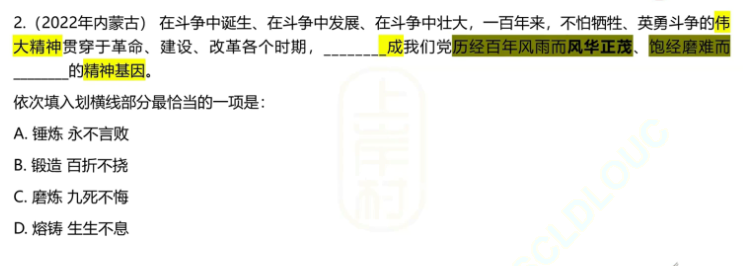 2.（2022年内蒙古） 在斗争中诞生、在斗争中发展、在斗争中壮大，一百年来，不怕牺牲、英勇斗争的伟
大精神贯穿于革命、建设、改革各个时期，________成我们党历经百年风雨而风华正茂、饱经磨难而
________的精神基因。
依次填入划横线部分最恰当的一项是：
A. 锤炼 永不言败
B. 锻造 百折不挠
C. 磨炼 九死不悔
D. 熔铸 生生不息
上岸村
CCLDLOUC